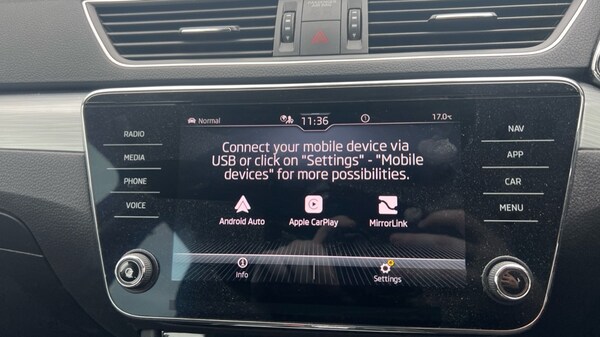 Normal
11:36
17.0°C
Connect your mobile device via
USB or click on "Settings" - "Mobile
devices" for more possibilities.
Android Auto
Apple CarPlay
MirrorLink
Info
Settings
RADIO
MEDIA
PHONE
VOICE
NAV
APP
CAR
MENU